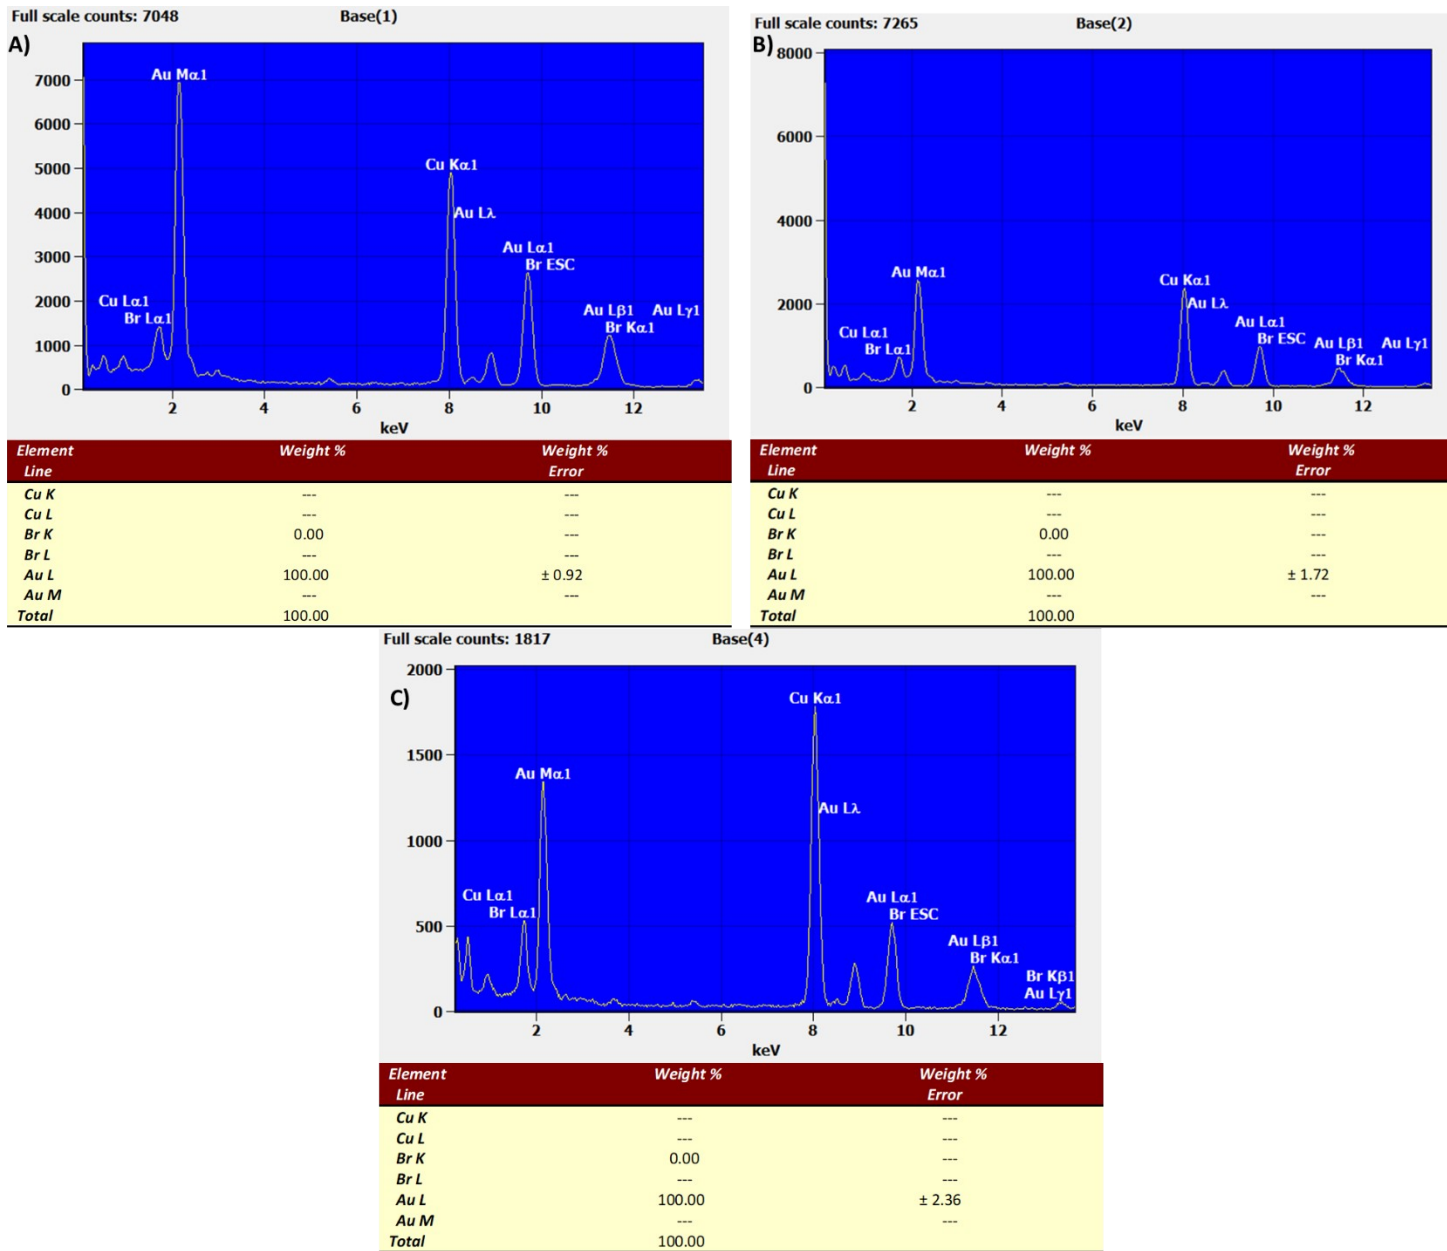 Full scale counts: 7048 Base(1)
A)
7000
6000
5000
4000
3000
2000
1000
0
Au Mα1
Cu Kα1
Au Lλ
Au Lα1
Br ESC
Cu Lα1
Br Lα1
Au Lβ1 Au Lγ1
Br Kα1
2 4 6 8 10 12
keV
Element Weight % Weight %
Line Error
Cu K --- ---
Cu L --- ---
Br K 0.00 ---
Br L --- ---
Au L 100.00 ± 0.92
Au M --- ---
Total 100.00
Full scale counts: 7265 Base(2)
B)
8000
6000
4000
2000
0
Au Mα1
Cu Kα1
Au Lλ
Cu Lα1
Br Lα1
Au Lα1
Br ESC
Au Lβ1 Au Lγ1
Br Kα1
2 4 6 8 10 12
keV
Element Weight % Weight %
Line Error
Cu K --- ---
Cu L --- ---
Br K 0.00 ---
Br L --- ---
Au L 100.00 ± 1.72
Au M --- ---
Total 100.00
Full scale counts: 1817 Base(4)
C)
2000
1500
1000
500
0
Cu Kα1
Au Mα1
Au Lλ
Cu Lα1
Br Lα1
Au Lα1
Br ESC
Au Lβ1
Br Kα1
Br Kβ1
Au Lγ1
2 4 6 8 10 12
keV
Element Weight % Weight %
Line Error
Cu K --- ---
Cu L --- ---
Br K 0.00 ---
Br L --- ---
Au L 100.00 ± 2.36
Au M --- ---
Total 100.00